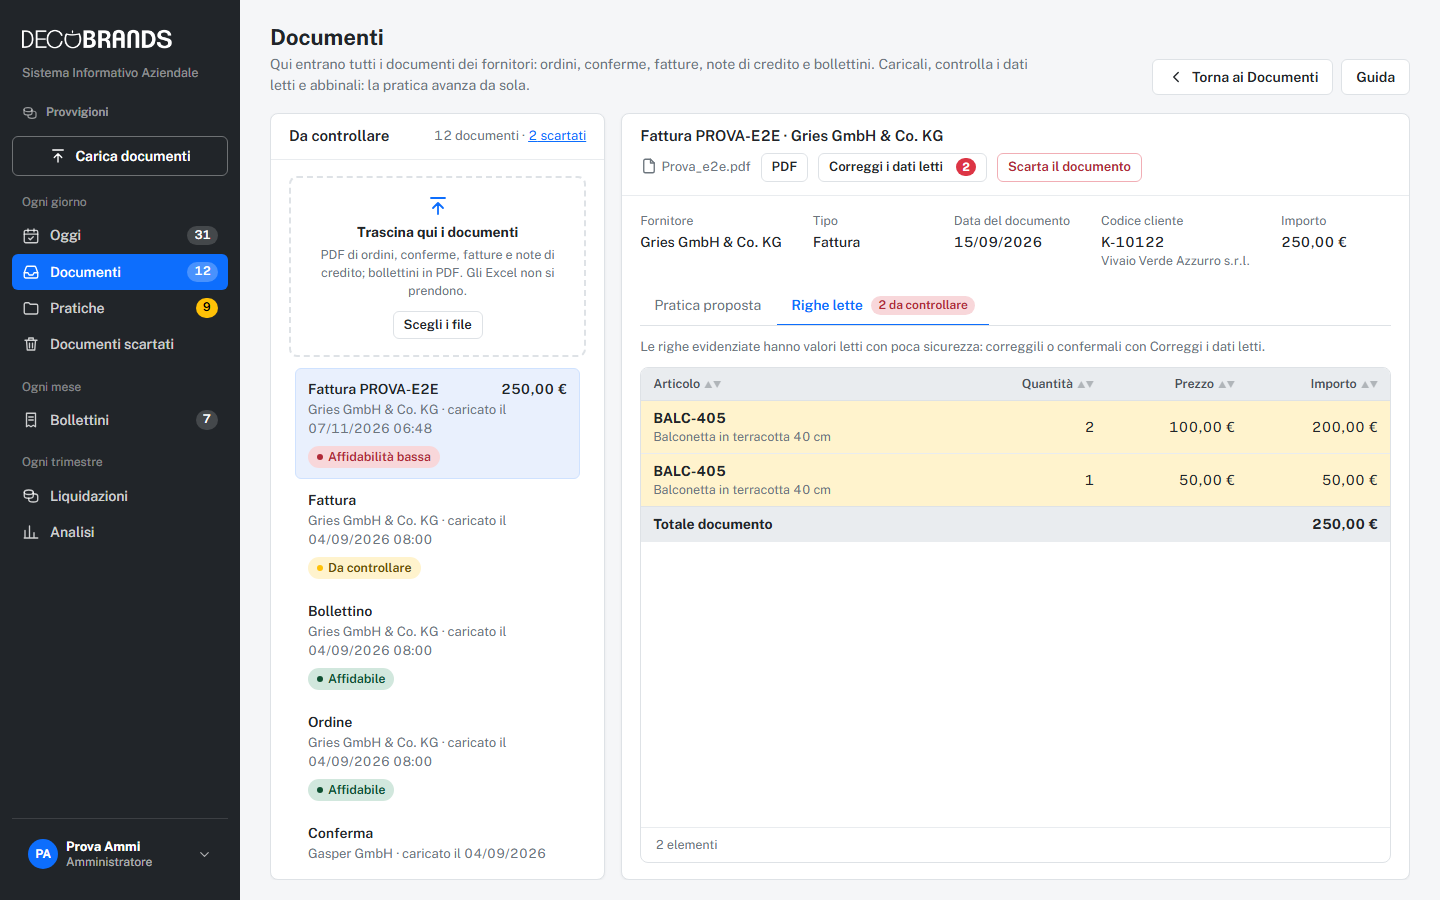 DECOBRANDS
Sistema Informativo Aziendale
Provvigioni
Carica documenti
Ogni giorno
Oggi 31
Documenti 12
Pratiche 9
Documenti scartati
Ogni mese
Bollettini 7
Ogni trimestre
Liquidazioni
Analisi
PA
Prova Ammi
Amministratore
Documenti
Qui entrano tutti i documenti dei fornitori: ordini, conferme, fatture, note di credito e bollettini. Caricali, controlla i dati
letti e abbinali: la pratica avanza da sola.
Torna ai Documenti
Guida
Da controllare
12 documenti · 2 scartati
Trascina qui i documenti
PDF di ordini, conferme, fatture e note di
credito; bollettini in PDF. Gli Excel non si
prendono.
Scegli i file
Fattura PROVA-E2E 250,00 €
Gries GmbH & Co. KG · caricato il
07/11/2026 06:48
Affidabilità bassa
Fattura
Gries GmbH & Co. KG · caricato il
04/09/2026 08:00
Da controllare
Bollettino
Gries GmbH & Co. KG · caricato il
04/09/2026 08:00
Affidabile
Ordine
Gries GmbH & Co. KG · caricato il
04/09/2026 08:00
Affidabile
Conferma
Gasper GmbH · caricato il 04/09/2026
Fattura PROVA-E2E · Gries GmbH & Co. KG
Prova_e2e.pdf
PDF
Correggi i dati letti 2
Scarta il documento
Fornitore
Gries GmbH & Co. KG
Tipo
Fattura
Data del documento
15/09/2026
Codice cliente
K-10122
Vivaio Verde Azzurro s.r.l.
Importo
250,00 €
Pratica proposta
Righe lette 2 da controllare
Le righe evidenziate hanno valori letti con poca sicurezza: correggili o confermali con Correggi i dati letti.
Articolo Quantità Prezzo Importo
BALC-405 2 100,00 € 200,00 €
Balconetta in terracotta 40 cm
BALC-405 1 50,00 € 50,00 €
Balconetta in terracotta 40 cm
Totale documento 250,00 €
2 elementi